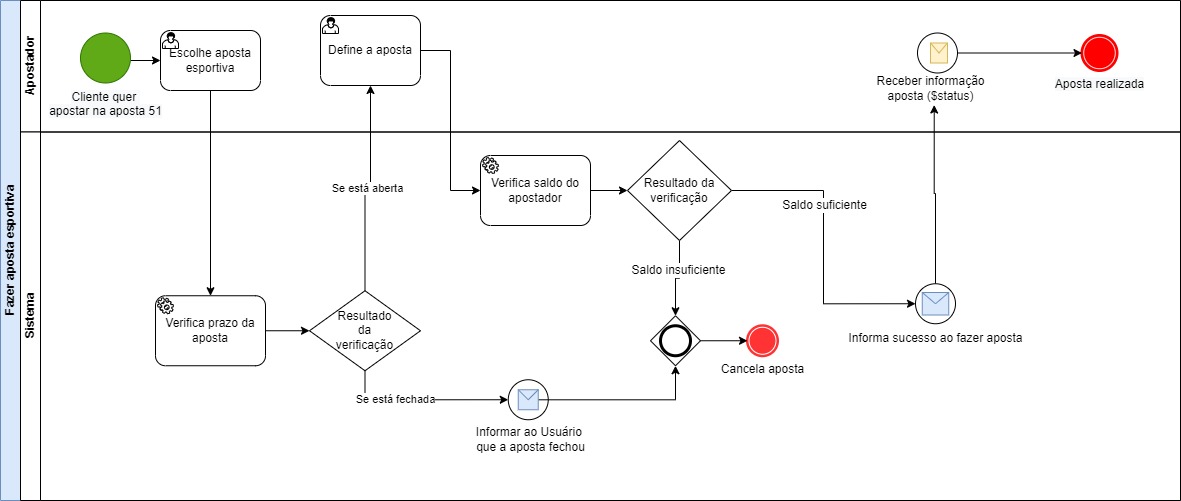 Fazer aposta esportiva
Apostador
Cliente quer
apostar na aposta 51
Escolhe aposta
esportiva
Define a aposta
Receber informação
aposta ($status)
Aposta realizada
Sistema
Se está aberta
Verifica saldo do
apostador
Resultado da
verificação
Saldo suficiente
Saldo insuficiente
Verifica prazo da
aposta
Resultado
da
verificação
Se está fechada
Informar ao Usuário
que a aposta fechou
Cancela aposta
Informa sucesso ao fazer aposta